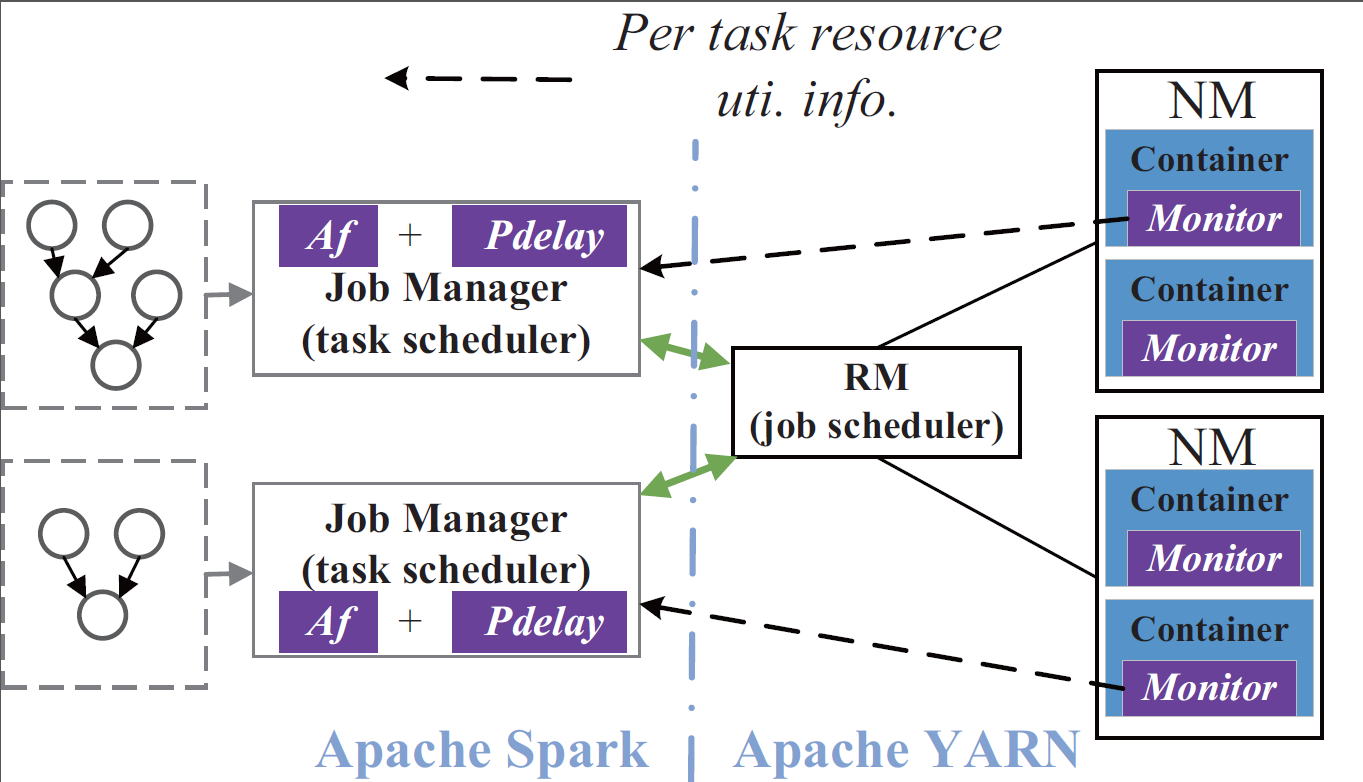 Per task resource
uti. info.
NM
Container
Monitor
Container
Monitor
Af + Pdelay
Job Manager
(task scheduler)
RM
(job scheduler)
NM
Container
Monitor
Container
Monitor
Job Manager
(task scheduler)
Af + Pdelay
Apache Spark
Apache YARN